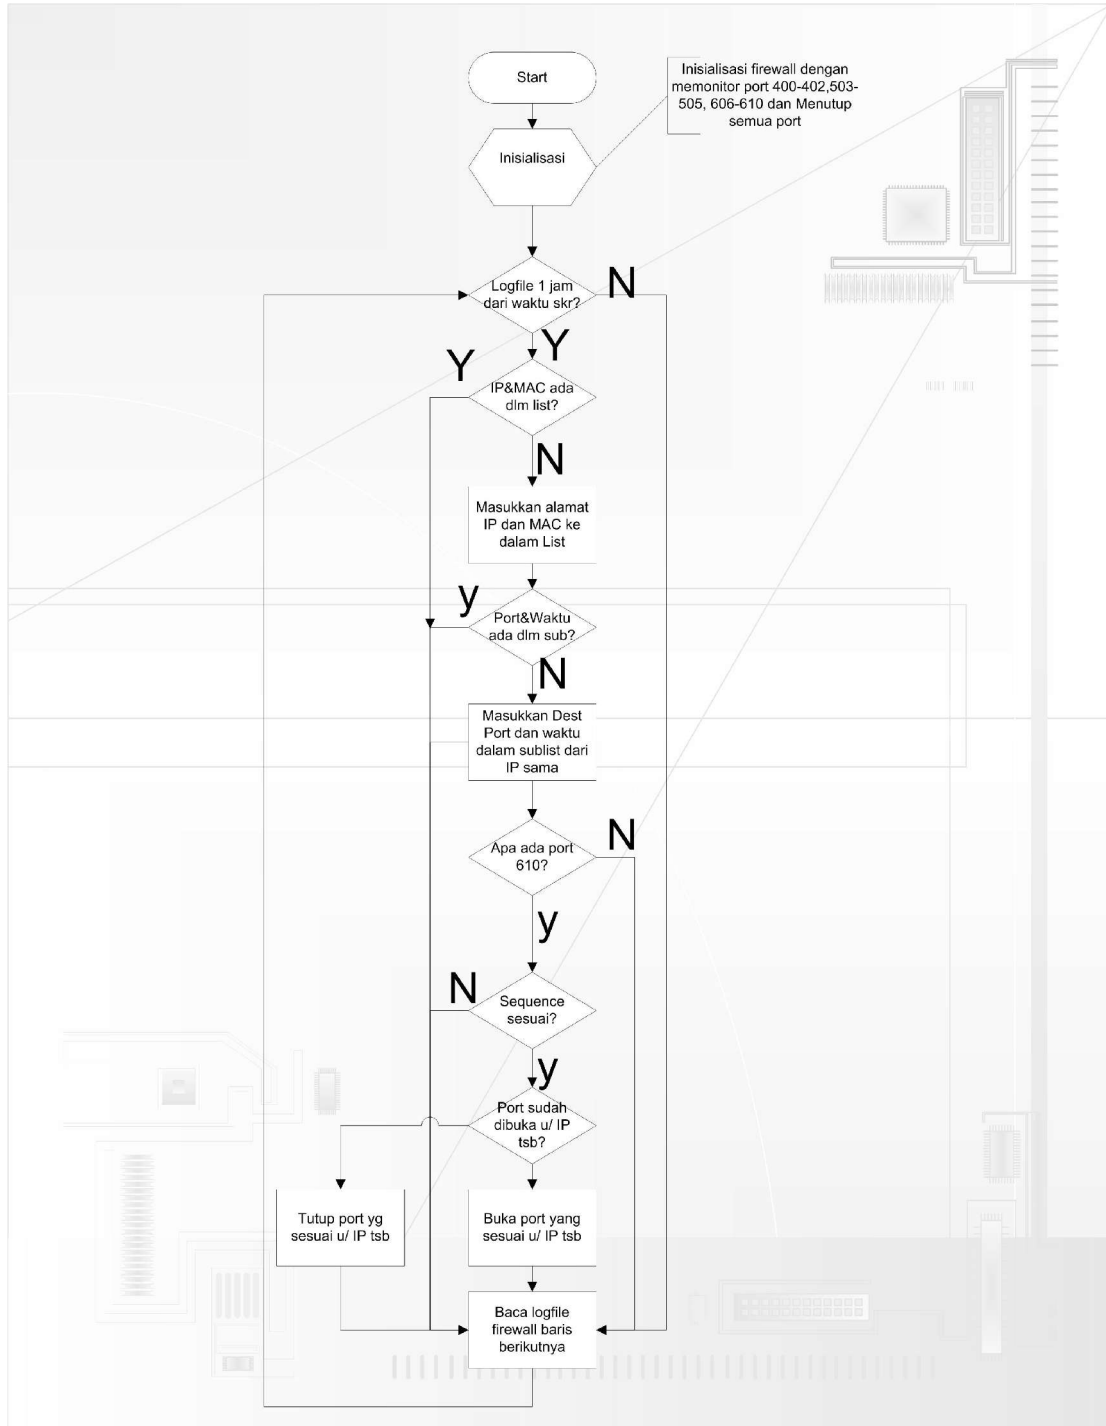 Start
Inisialisasi firewall dengan
memonitor port 400-402,503-
505, 606-610 dan Menutup
semua port
Inisialisasi
Logfile 1 jam
dari waktu skr?
N
Y
Y
IP&MAC ada
dlm list?
N
Masukkan alamat
IP dan MAC ke
dalam List
y
Port&Waktu
ada dlm sub?
N
Masukkan Dest
Port dan waktu
dalam sublist dari
IP sama
N
Apa ada port
610?
y
N
Sequence
sesuai?
y
Port sudah
dibuka u/ IP
tsb?
Tutup port yg
sesuai u/ IP tsb
Buka port yang
sesuai u/ IP tsb
Baca logfile
firewall baris
berikutnya